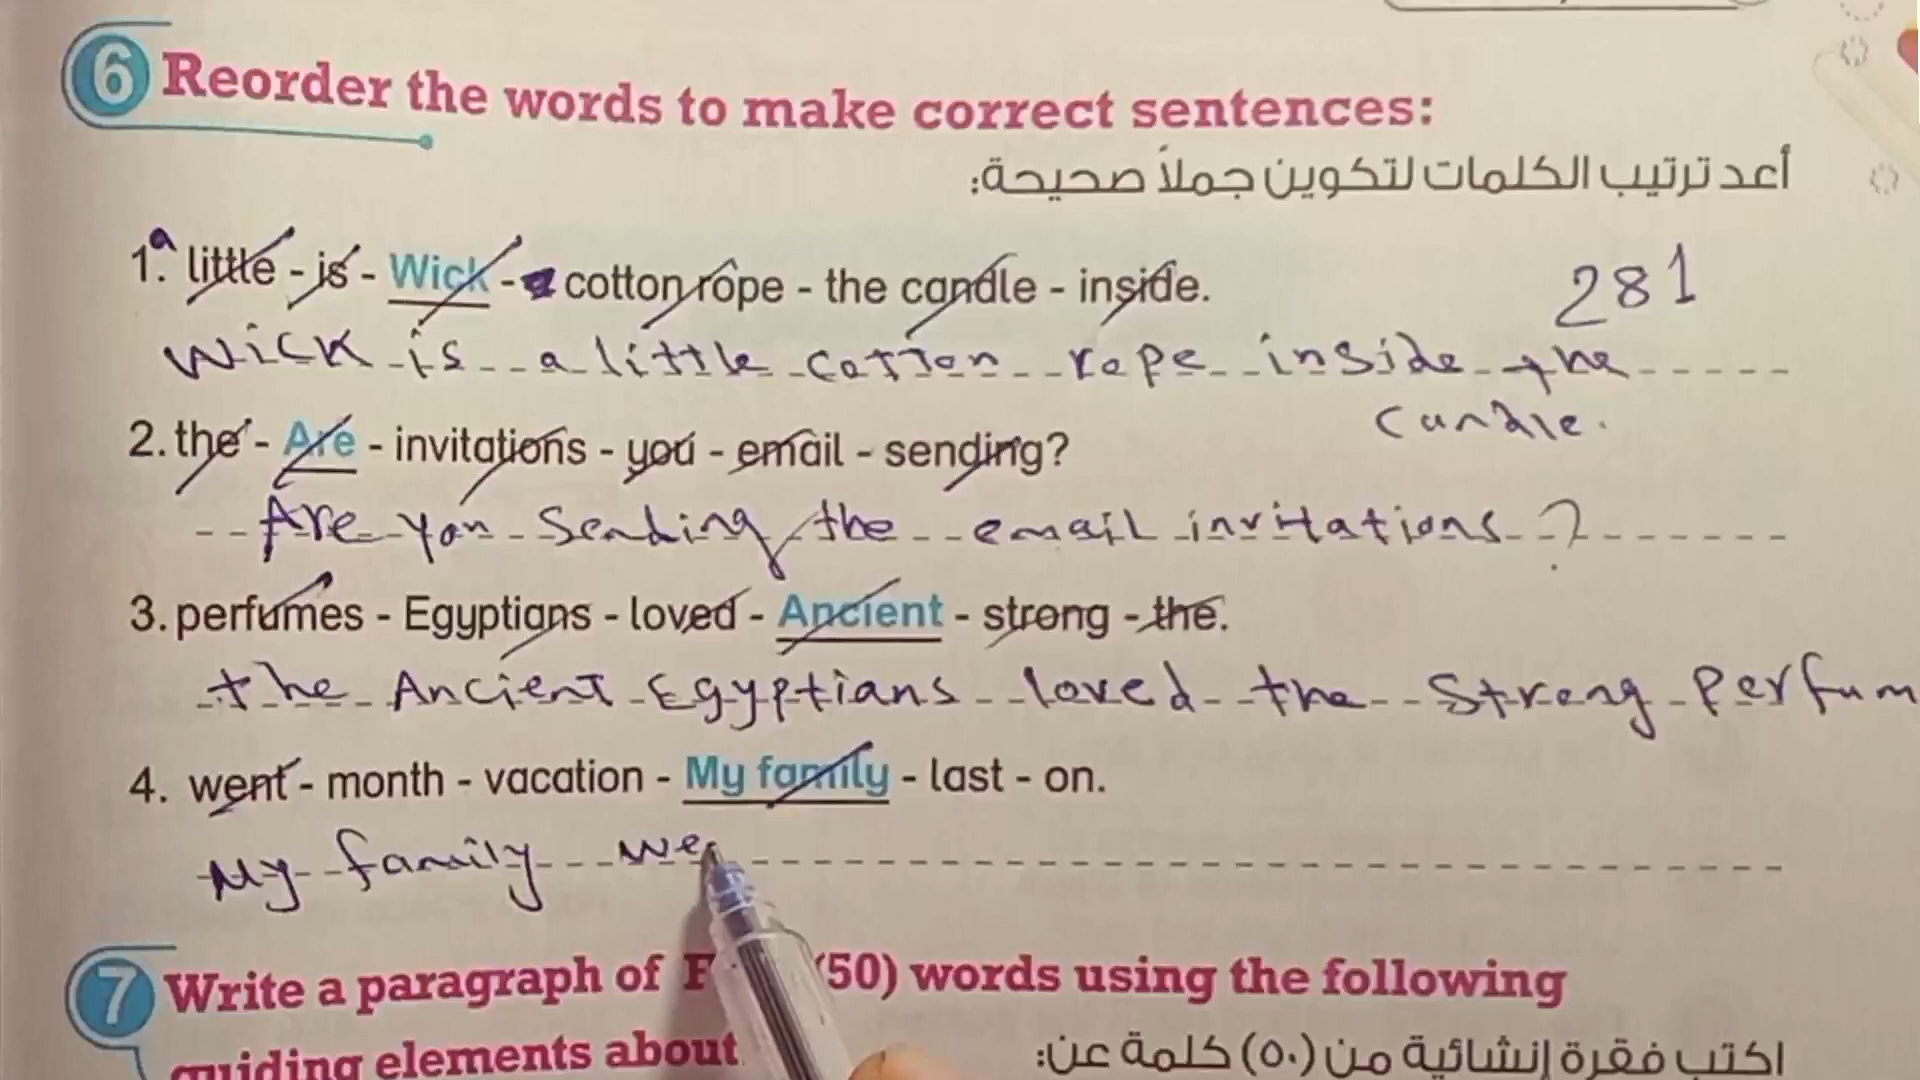 6 Reorder the words to make correct sentences:
أعد ترتيب الكلمات لتكوين جملاً صحيحة:
1. a little - is - Wick - cotton rope - the candle - inside.
281
Wick is a little cotton rope inside the
candle.
2. the - Are - invitations - you - email - sending?
Are you sending the email invitations?
3. perfumes - Egyptians - loved - Ancient - strong - the.
the Ancient Egyptians loved the strong perfum
4. went - month - vacation - My family - last - on.
My family we
7 Write a paragraph of (50) words using the following
guiding elements about
اكتب فقرة إنشائية من (٥٠) كلمة عن: